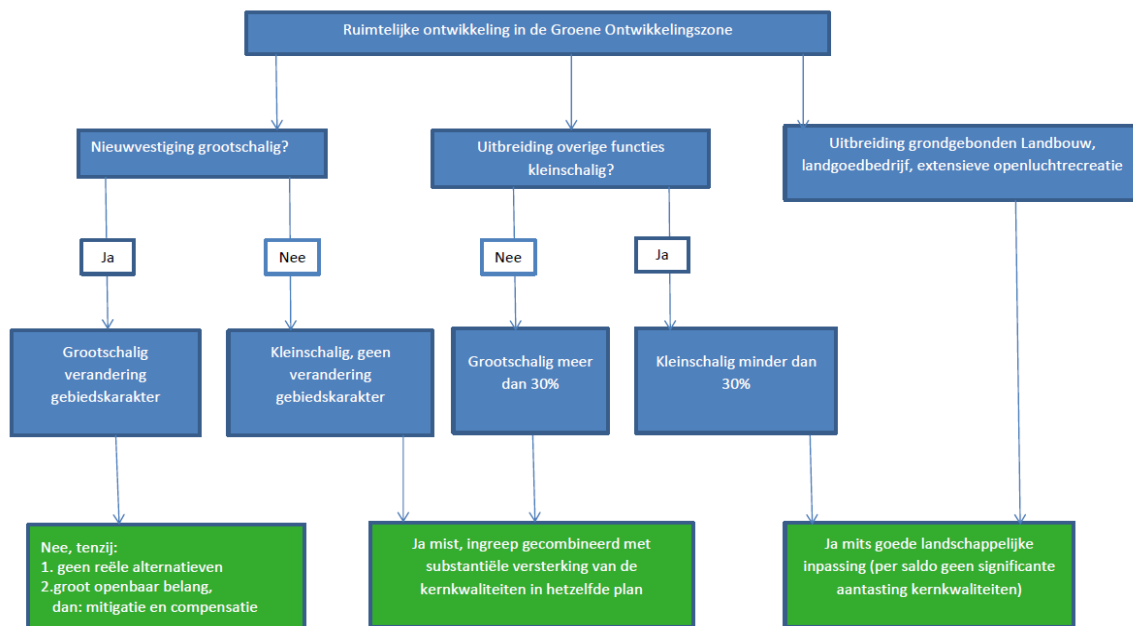 Ruimtelijke ontwikkeling in de Groene Ontwikkelingszone
Nieuwvestiging grootschalig?
Uitbreiding overige functies
kleinschalig?
Uitbreiding grondgebonden Landbouw,
landgoedbedrijf, extensieve openluchtrecreatie
Ja
Nee
Nee
Ja
Grootschalig
verandering
gebiedskarakter
Kleinschalig, geen
verandering
gebiedskarakter
Grootschalig meer
dan 30%
Kleinschalig minder dan
30%
Nee, tenzij:
1. geen reële alternatieven
2.groot openbaar belang,
dan: mitigatie en compensatie
Ja mist, ingreep gecombineerd met
substantiële versterking van de
kernkwaliteiten in hetzelfde plan
Ja mits goede landschappelijke
inpassing (per saldo geen significante
aantasting kernkwaliteiten)